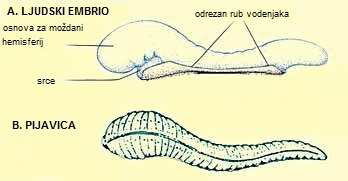 A. LJUDSKI EMBRIO
osnova za moždani
hemisferij
odrezan rub vodenjaka
srce
B. PIJAVICA